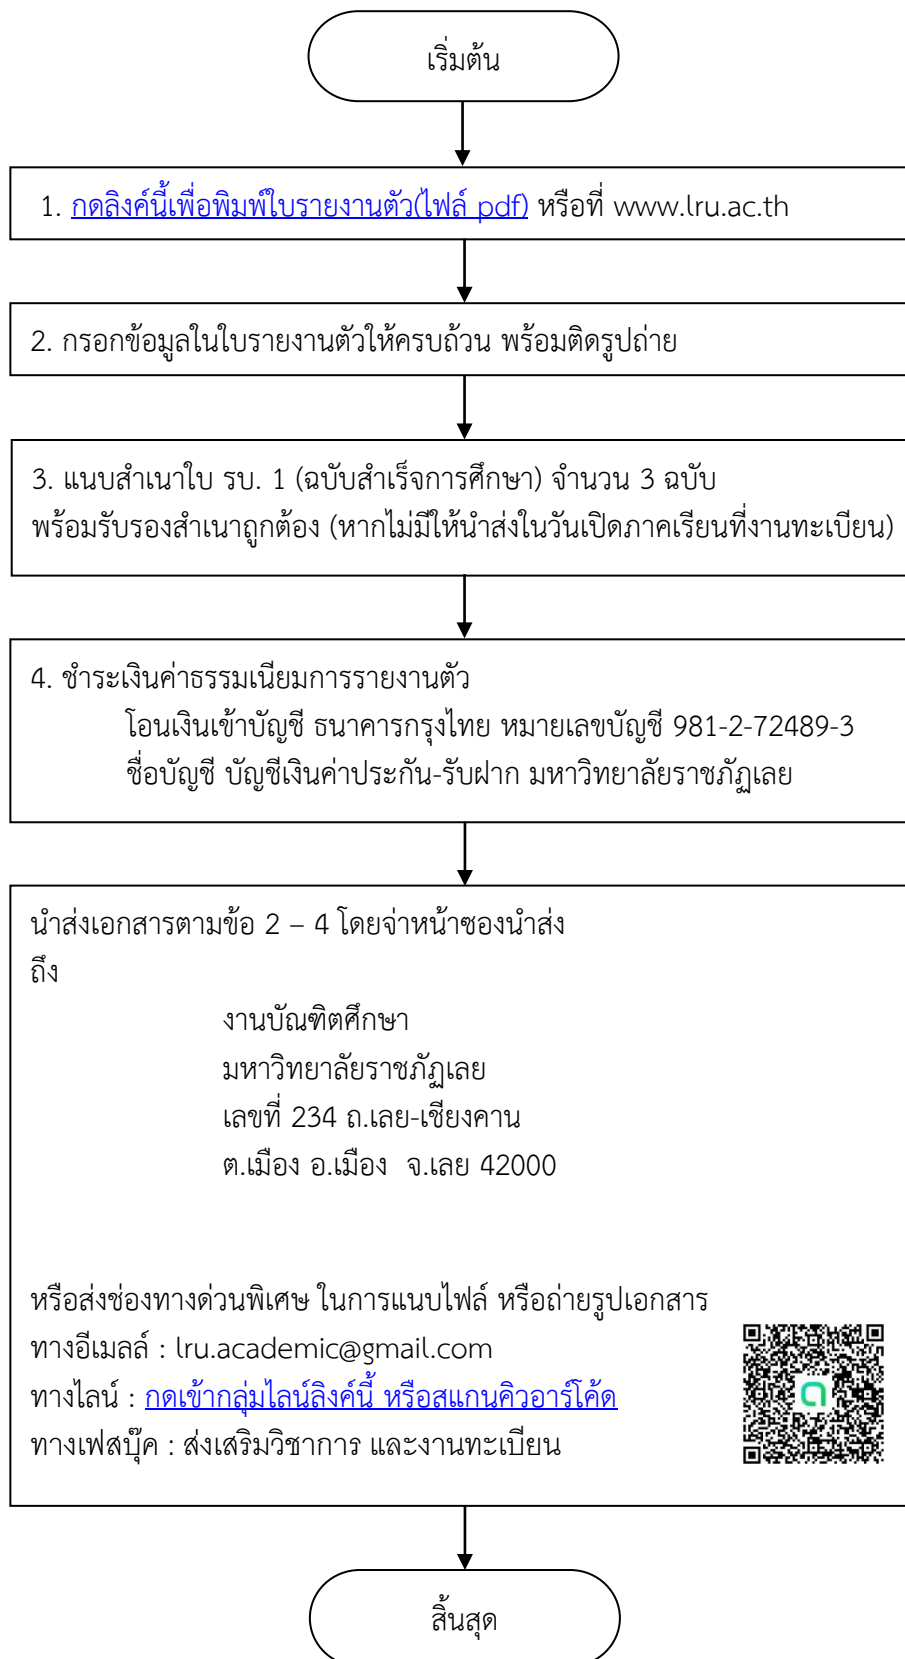 เริ่มต้น
1. กดลิงค์นี้เพื่อพิมพ์ใบรายงานตัว(ไฟล์ pdf) หรือที่ www.lru.ac.th
2. กรอกข้อมูลในใบรายงานตัวให้ครบถ้วน พร้อมติดรูปถ่าย
3. แนบสำเนาใบ รบ. 1 (ฉบับสำเร็จการศึกษา) จำนวน 3 ฉบับ
พร้อมรับรองสำเนาถูกต้อง (หากไม่มีให้นำส่งในวันเปิดภาคเรียนที่งานทะเบียน)
4. ชำระเงินค่าธรรมเนียมการรายงานตัว
โอนเงินเข้าบัญชี ธนาคารกรุงไทย หมายเลขบัญชี 981-2-72489-3
ชื่อบัญชี บัญชีเงินค่าประกัน-รับฝาก มหาวิทยาลัยราชภัฏเลย
นำส่งเอกสารตามข้อ 2 – 4 โดยจ่าหน้าซองนำส่ง
ถึง
งานบัณฑิตศึกษา
มหาวิทยาลัยราชภัฏเลย
เลขที่ 234 ถ.เลย-เชียงคาน
ต.เมือง อ.เมือง จ.เลย 42000
หรือส่งช่องทางด่วนพิเศษ ในการแนบไฟล์ หรือถ่ายรูปเอกสาร
ทางอีเมลล์ : lru.academic@gmail.com
ทางไลน์ : กดเข้ากลุ่มไลน์ลิงค์นี้ หรือสแกนคิวอาร์โค้ด
ทางเฟสบุ๊ค : ส่งเสริมวิชาการ และงานทะเบียน
สิ้นสุด